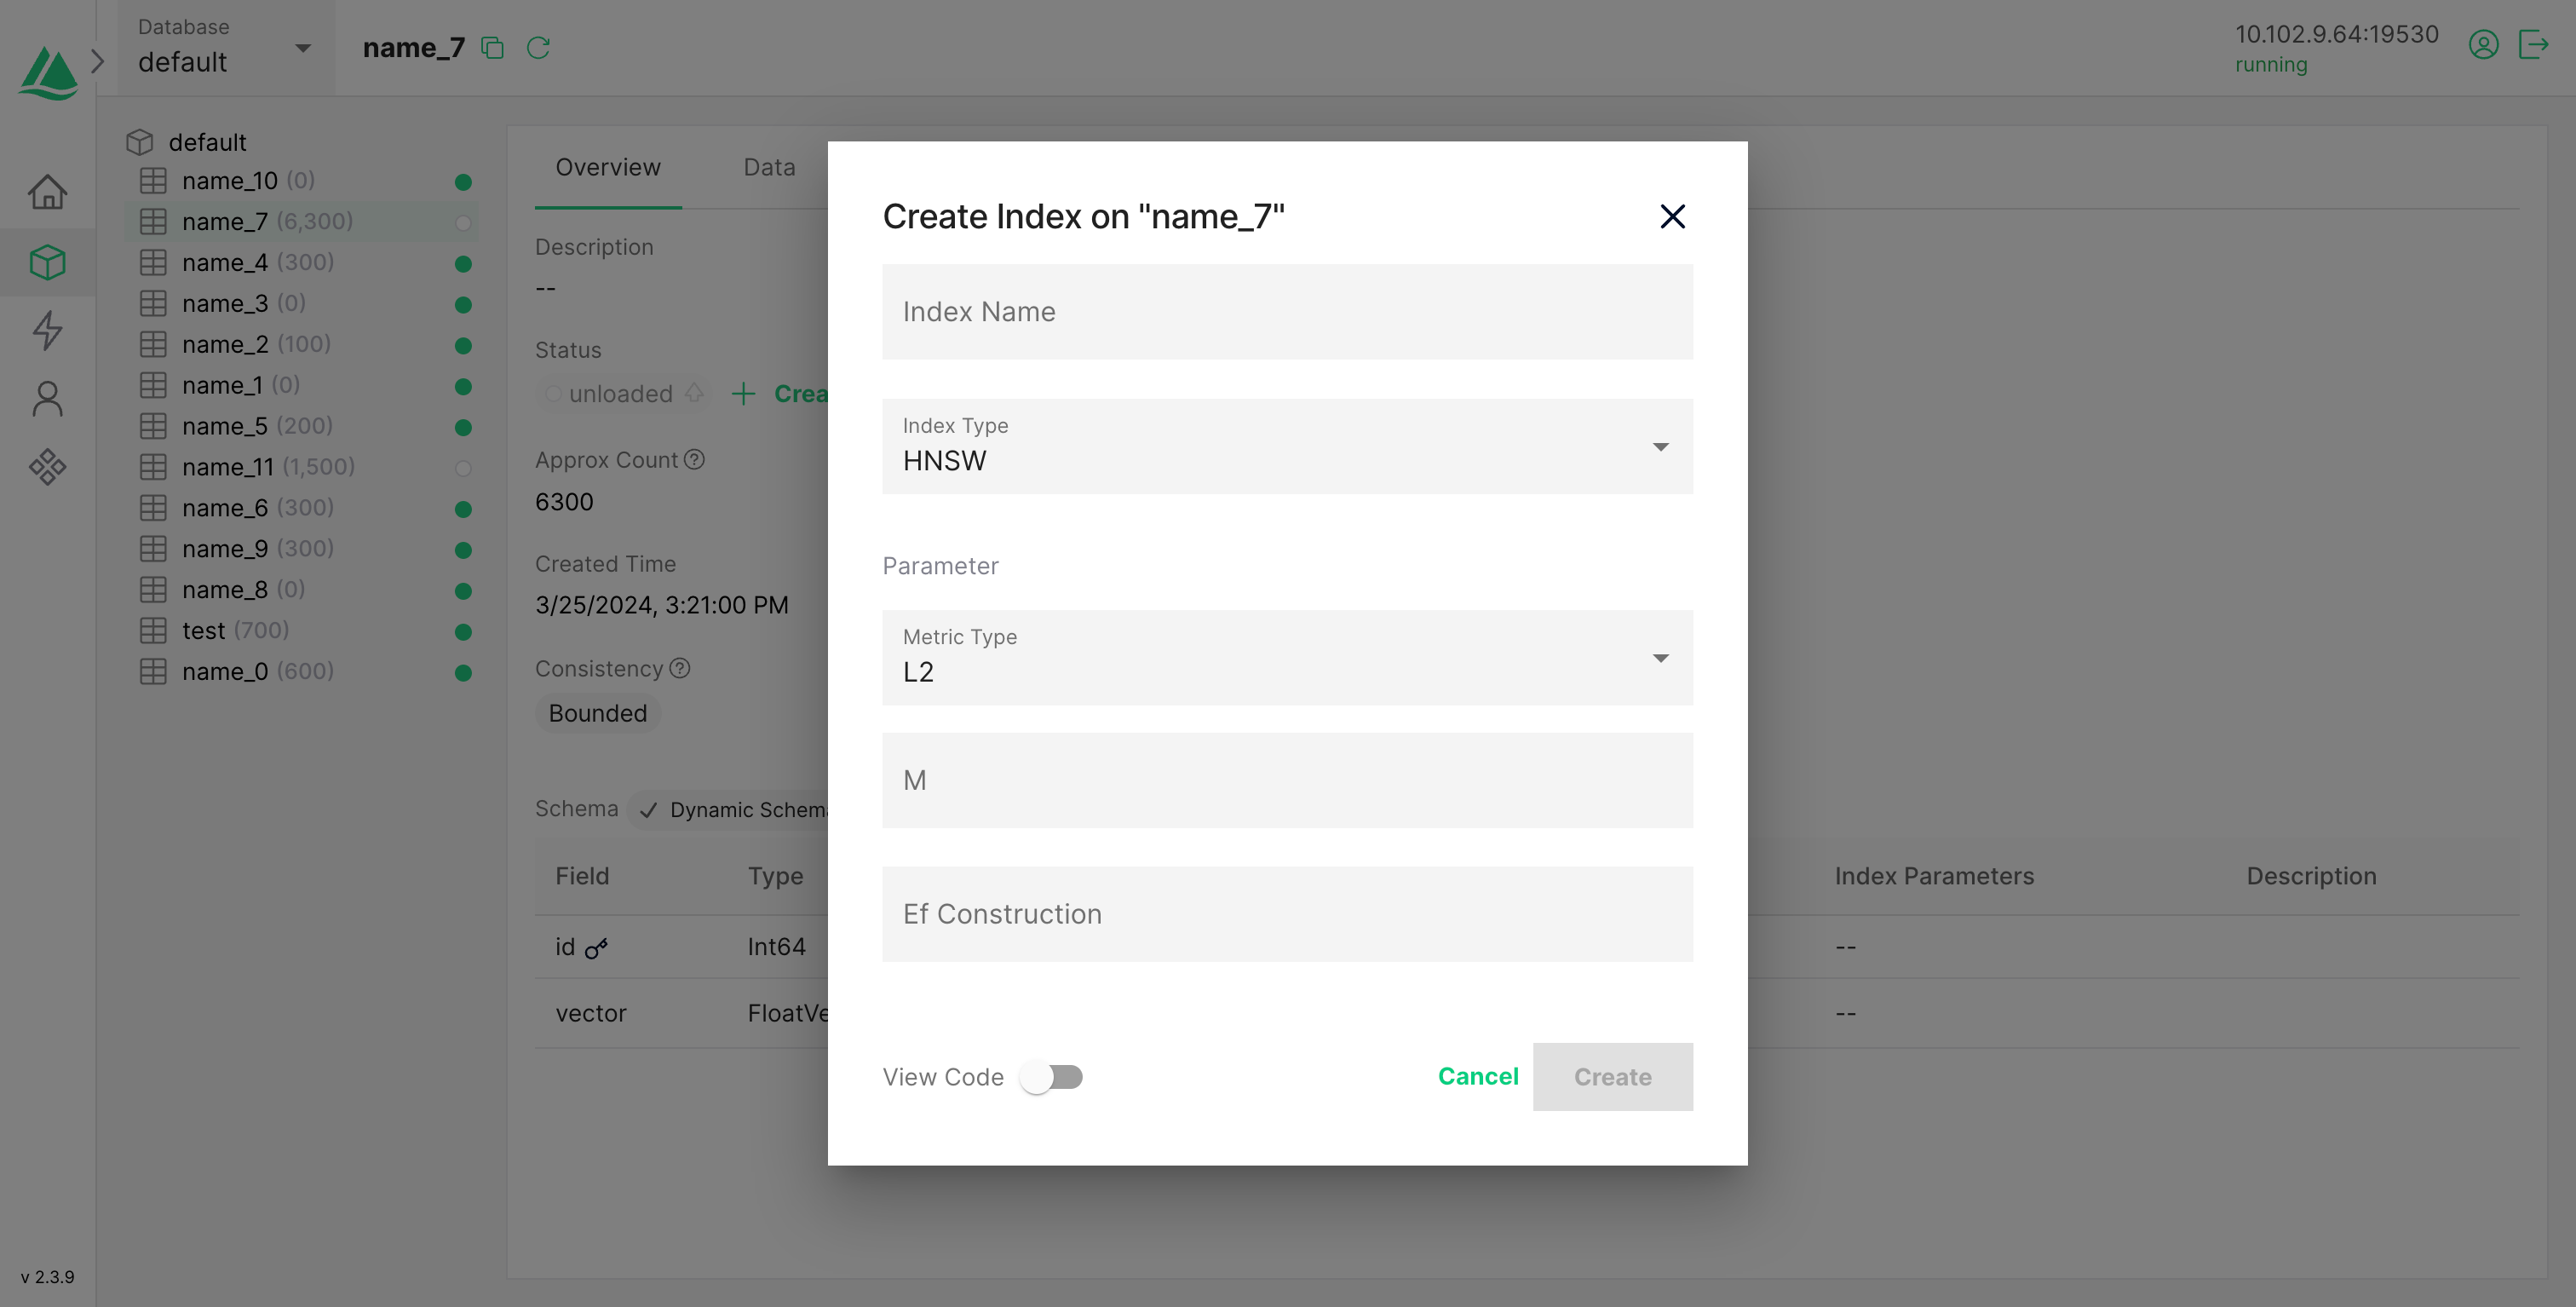 Database
default
name_7
10.102.9.64:19530
running
default
name_10 (0)
name_7 (6,300)
name_4 (300)
name_3 (0)
name_2 (100)
name_1 (0)
name_5 (200)
name_11 (1,500)
name_6 (300)
name_9 (300)
name_8 (0)
test (700)
name_0 (600)
v 2.3.9
Overview Data
Description
--
Status
unloaded + Crea
Approx Count ?
6300
Created Time
3/25/2024, 3:21:00 PM
Consistency ?
Bounded
Schema Dynamic Schema
Field Type Index Parameters Description
id Int64 --
vector FloatVe --
Create Index on "name_7"
Index Name
Index Type
HNSW
Parameter
Metric Type
L2
M
Ef Construction
View Code Cancel Create